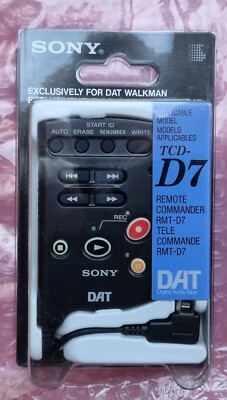 SONY
EXCLUSIVELY FOR DAT WALKMAN
APPLICABLE
MODEL
MODELS
APPLICABLES
TCD-
D7
REMOTE
COMMANDER
RMT-D7
TELE
COMMANDE
RMT-D7
DAT
Digital Audio Tape
START ID
AUTO ERASE RENUMBER WRITE
REC
SONY
DAT